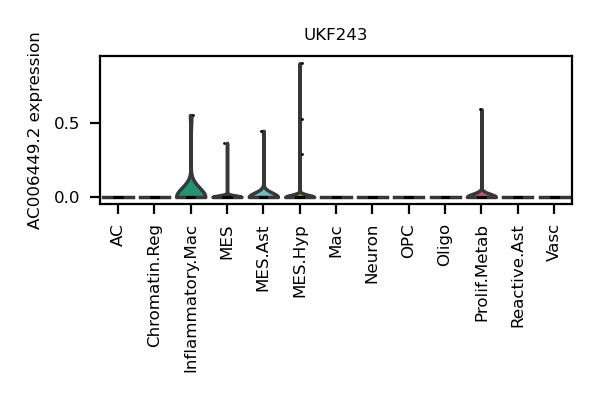 UKF243
AC006449.2 expression
0.5
0.0
AC
Chromatin.Reg
Inflammatory.Mac
MES
MES.Ast
MES.Hyp
Mac
Neuron
OPC
Oligo
Prolif.Metab
Reactive.Ast
Vasc